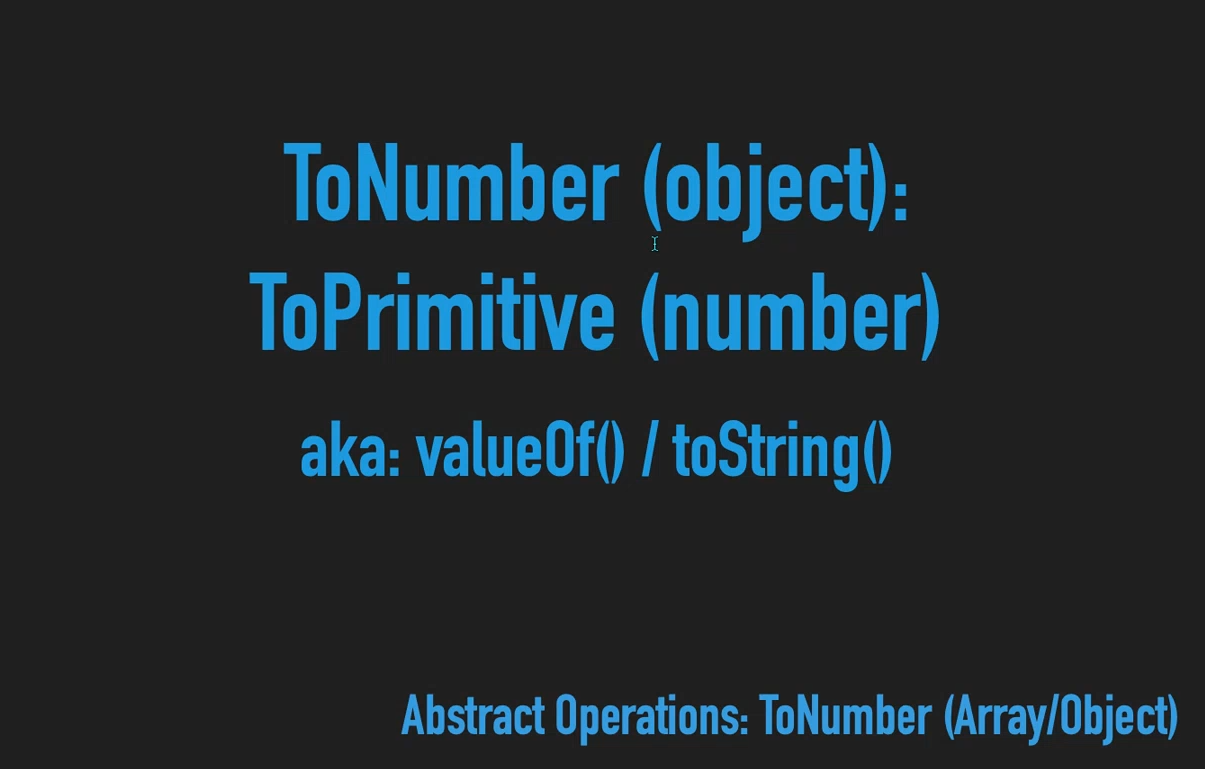 ToNumber (object):
ToPrimitive (number)
aka: valueOf() / toString()
Abstract Operations: ToNumber (Array/Object)